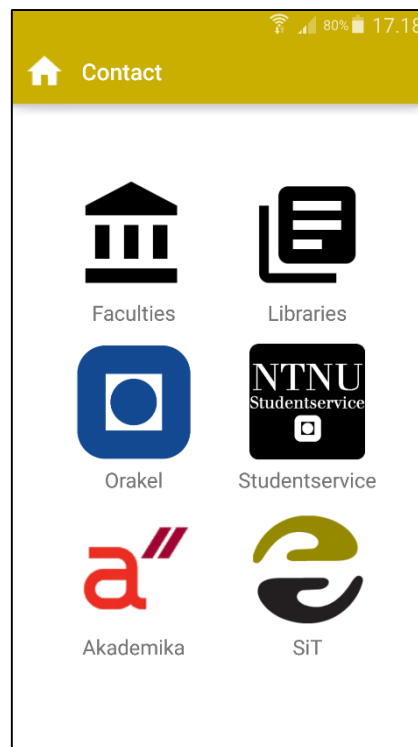 80% 17.18
Contact
Faculties Libraries
NTNU
Studentservice
Orakel Studentservice
a"
Akademika SiT